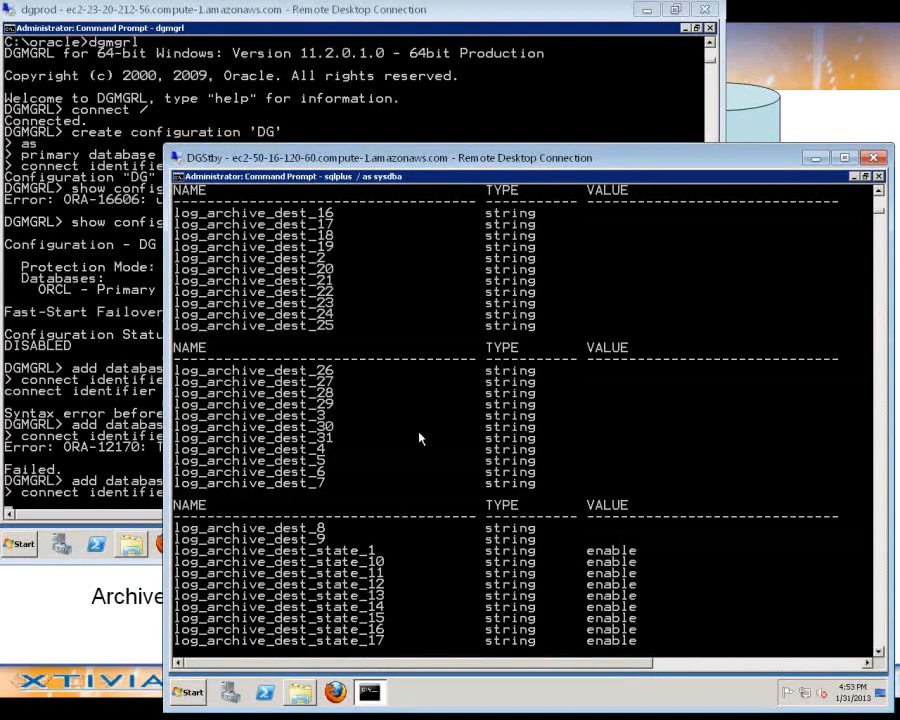 dgprod - ec2-23-20-212-56.compute-1.amazonaws.com - Remote Desktop Connection
Administrator: Command Prompt - dgmgrl
C:\oracle>dgmgrl
DGMGRL for 64-bit Windows: Version 11.2.0.1.0 - 64bit Production
Copyright (c) 2000, 2009, Oracle. All rights reserved.
Welcome to DGMGRL, type "help" for information.
DGMGRL> connect /
Connected.
DGMGRL> create configuration 'DG'
> as
> primary database
> connect identifie
Configuration "DG"
DGMGRL> show config
Error: ORA-16606: u
DGMGRL> show config
Configuration - DG
Protection Mode:
Databases:
ORCL - Primary
Fast-Start Failover
Configuration Statu
DISABLED
DGMGRL> add databas
> connect identifie
connect identifier
Syntax error before
DGMGRL> add databas
> connect identifie
Error: ORA-12170: T
Failed.
DGMGRL> add databas
> connect identifie
Start
Archive
XTIVIA
DGStby - ec2-50-16-120-60.compute-1.amazonaws.com - Remote Desktop Connection
Administrator: Command Prompt - sqlplus / as sysdba
NAME TYPE VALUE
------------------------------------ ----------- ------------------------------
log_archive_dest_16 string
log_archive_dest_17 string
log_archive_dest_18 string
log_archive_dest_19 string
log_archive_dest_2 string
log_archive_dest_20 string
log_archive_dest_21 string
log_archive_dest_22 string
log_archive_dest_23 string
log_archive_dest_24 string
log_archive_dest_25 string
NAME TYPE VALUE
------------------------------------ ----------- ------------------------------
log_archive_dest_26 string
log_archive_dest_27 string
log_archive_dest_28 string
log_archive_dest_29 string
log_archive_dest_3 string
log_archive_dest_30 string
log_archive_dest_31 string
log_archive_dest_4 string
log_archive_dest_5 string
log_archive_dest_6 string
log_archive_dest_7 string
NAME TYPE VALUE
------------------------------------ ----------- ------------------------------
log_archive_dest_8 string
log_archive_dest_9 string
log_archive_dest_state_1 string enable
log_archive_dest_state_10 string enable
log_archive_dest_state_11 string enable
log_archive_dest_state_12 string enable
log_archive_dest_state_13 string enable
log_archive_dest_state_14 string enable
log_archive_dest_state_15 string enable
log_archive_dest_state_16 string enable
log_archive_dest_state_17 string enable
Start
4:53 PM
1/31/2013